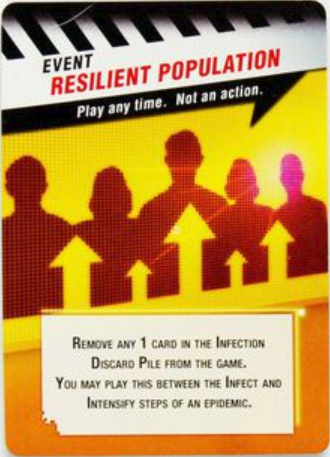 EVENT
RESILIENT POPULATION
Play any time. Not an action.
REMOVE ANY 1 CARD IN THE INFECTION
DISCARD PILE FROM THE GAME.
YOU MAY PLAY THIS BETWEEN THE INFECT AND
INTENSIFY STEPS OF AN EPIDEMIC.